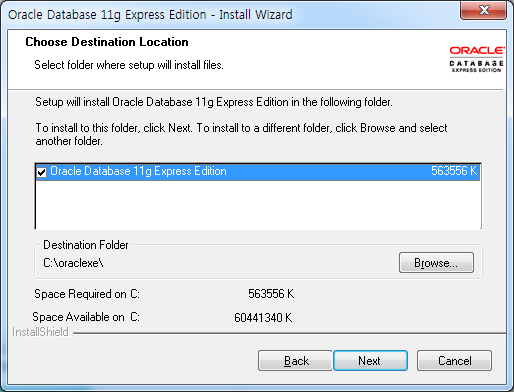 Oracle Database 11g Express Edition - Install Wizard
Choose Destination Location
Select folder where setup will install files.
ORACLE
DATABASE
EXPRESS EDITION
Setup will install Oracle Database 11g Express Edition in the following folder.
To install to this folder, click Next. To install to a different folder, click Browse and select
another folder.
Oracle Database 11g Express Edition 563556 K
Destination Folder
C:\oraclexe\ Browse...
Space Required on C: 563556 K
Space Available on C: 60441340 K
InstallShield
Back Next Cancel